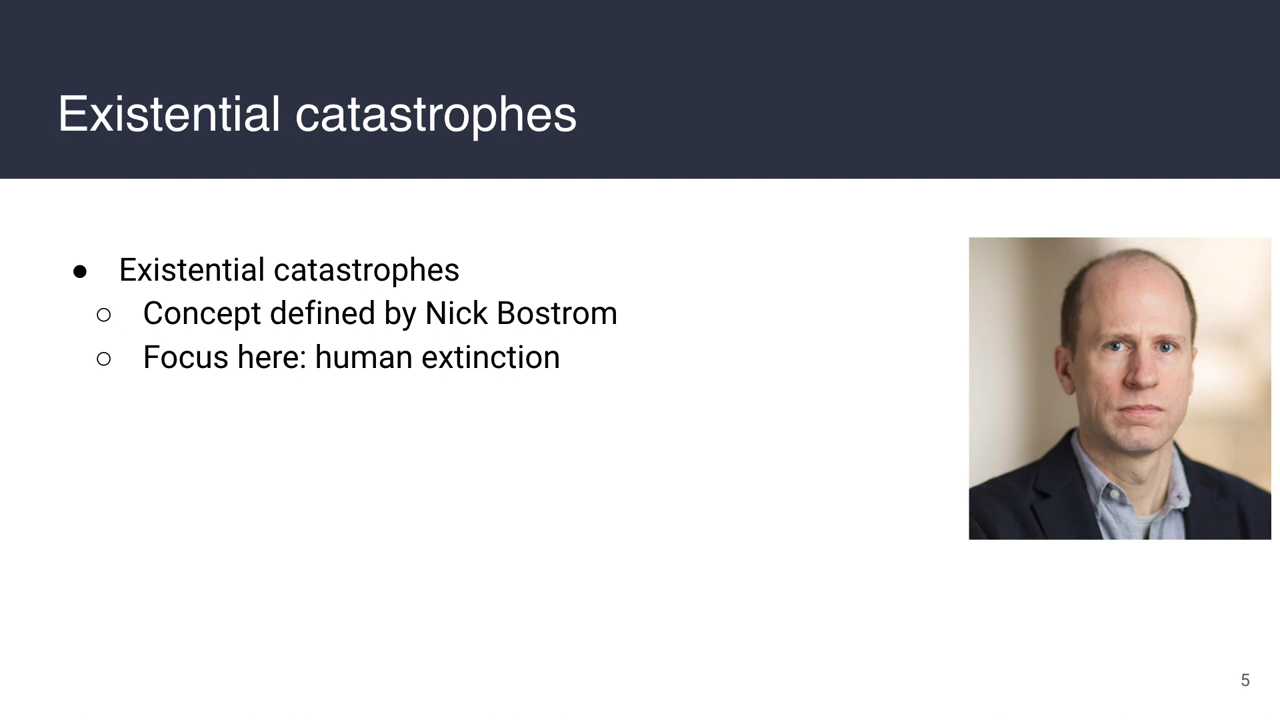 Existential catastrophes
● Existential catastrophes
○ Concept defined by Nick Bostrom
○ Focus here: human extinction
5